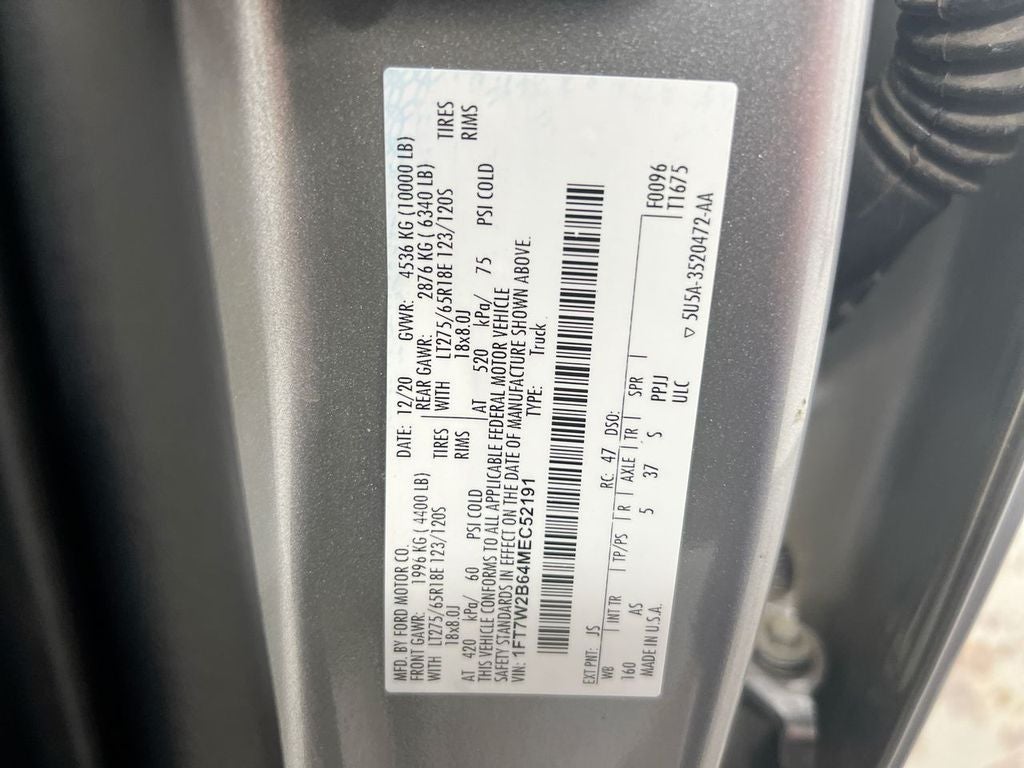 MFD. BY FORD MOTOR CO. DATE: 12/20 GVWR: 4536 KG (10000 LB)
FRONT GAWR: 1996 KG ( 4400 LB) REAR GAWR: 2876 KG ( 6340 LB)
WITH LT275/65R18E 123/120S TIRES WITH LT275/65R18E 123/120S TIRES
18x8.0J RIMS 18x8.0J RIMS
AT 420 kPa/ 60 PSI COLD AT 520 kPa/ 75 PSI COLD
THIS VEHICLE CONFORMS TO ALL APPLICABLE FEDERAL MOTOR VEHICLE
SAFETY STANDARDS IN EFFECT ON THE DATE OF MANUFACTURE SHOWN ABOVE.
VIN: 1FT7W2B64MEC52191 TYPE: Truck
EXT PNT: JS RC: 47 DSO: F0096
WB INT TR TP/PS R AXLE TR SPR T1675
160 AS 5 37 S PPJJ
MADE IN U.S.A. ULC
▽ 5U5A-3520472-AA